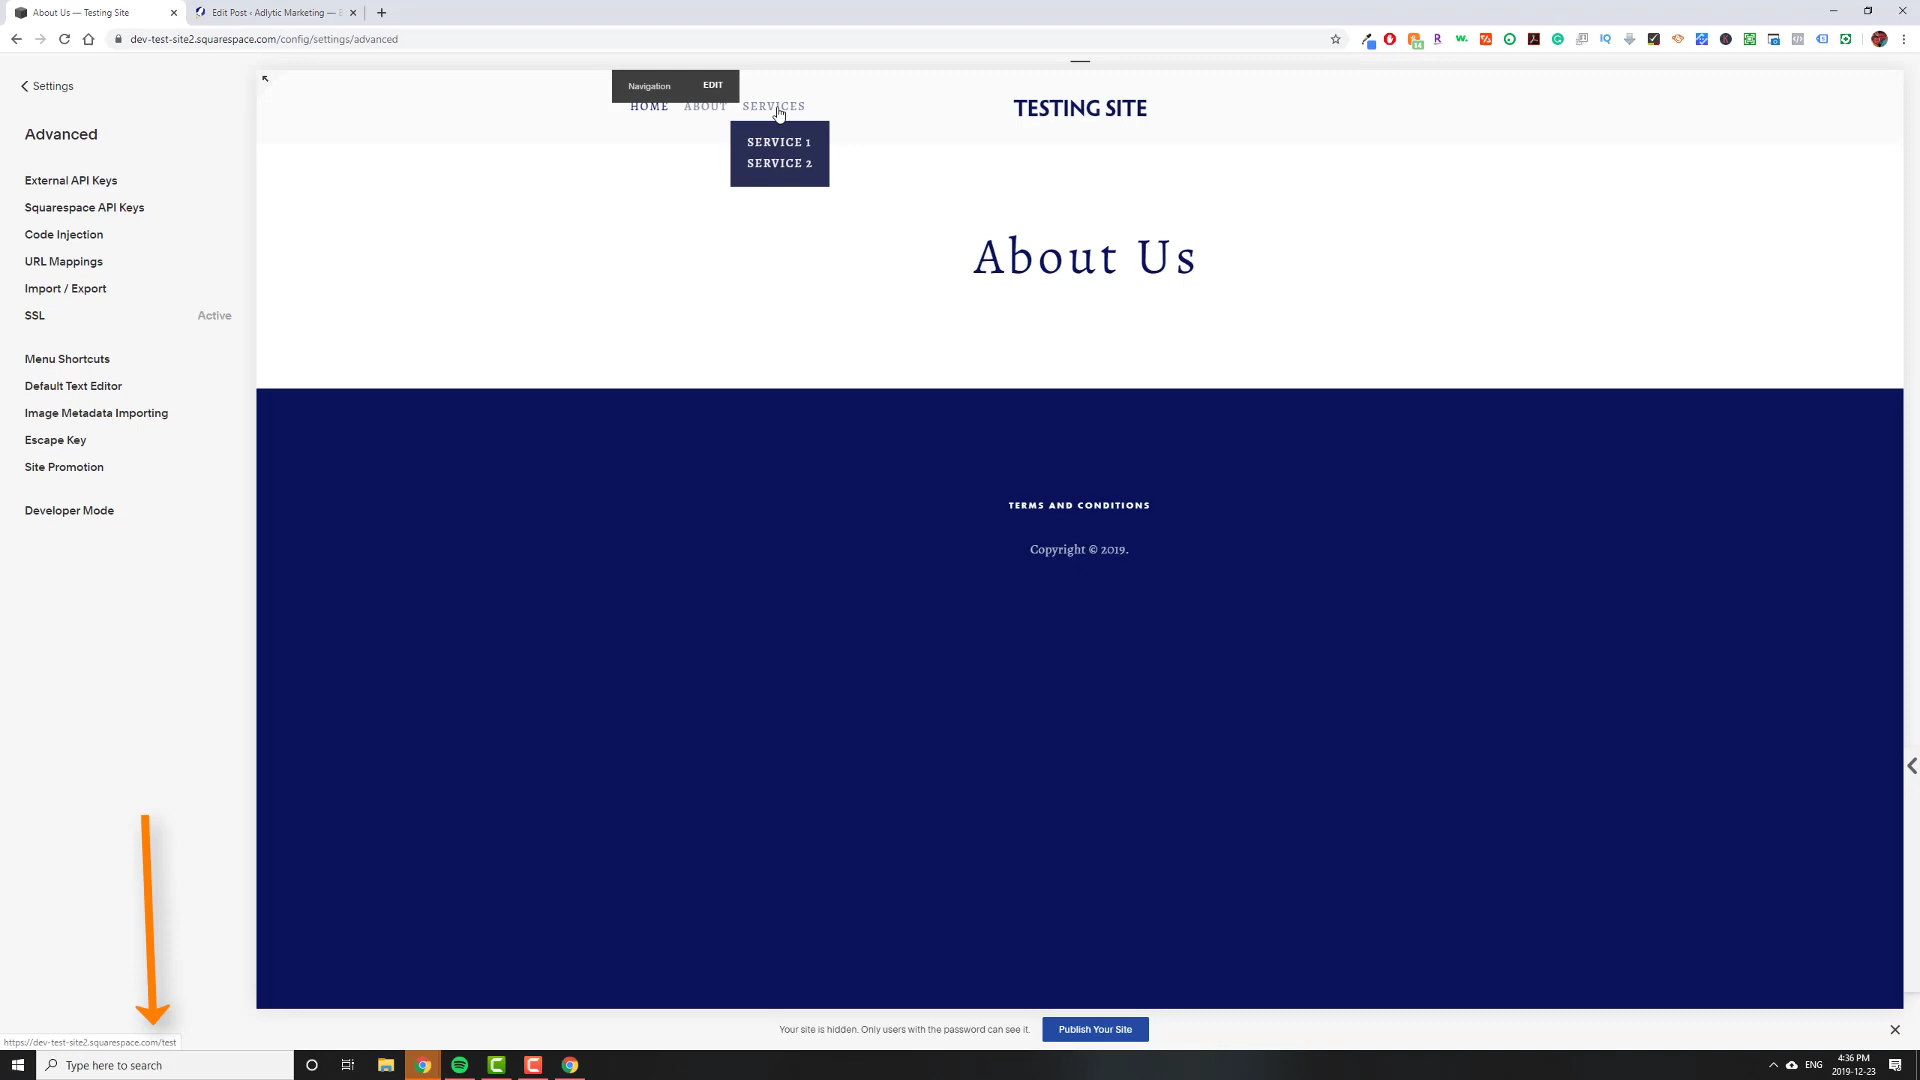 About Us — Testing Site
Edit Post ‹ Adlytic Marketing —
dev-test-site2.squarespace.com/config/settings/advanced
Settings
Advanced
External API Keys
Squarespace API Keys
Code Injection
URL Mappings
Import / Export
SSL Active
Menu Shortcuts
Default Text Editor
Image Metadata Importing
Escape Key
Site Promotion
Developer Mode
Navigation EDIT
HOME ABOUT SERVICES
TESTING SITE
SERVICE 1
SERVICE 2
About Us
TERMS AND CONDITIONS
Copyright © 2019.
Your site is hidden. Only users with the password can see it.
Publish Your Site
https://dev-test-site2.squarespace.com/test
Type here to search
ENG
4:36 PM
2019-12-23